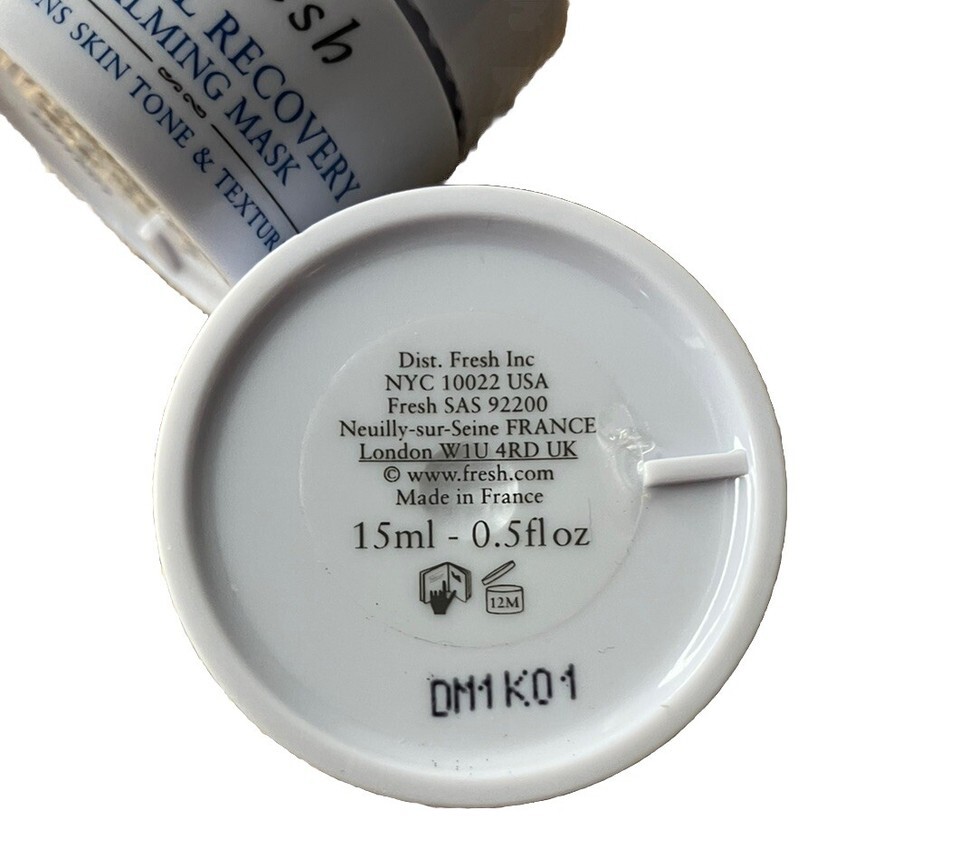 sh
RECOVERY
LMING MASK
NS SKIN TONE & TEXTUR
Dist. Fresh Inc
NYC 10022 USA
Fresh SAS 92200
Neuilly-sur-Seine FRANCE
London W1U 4RD UK
© www.fresh.com
Made in France
15ml - 0.5fl oz
12M
DM1K01